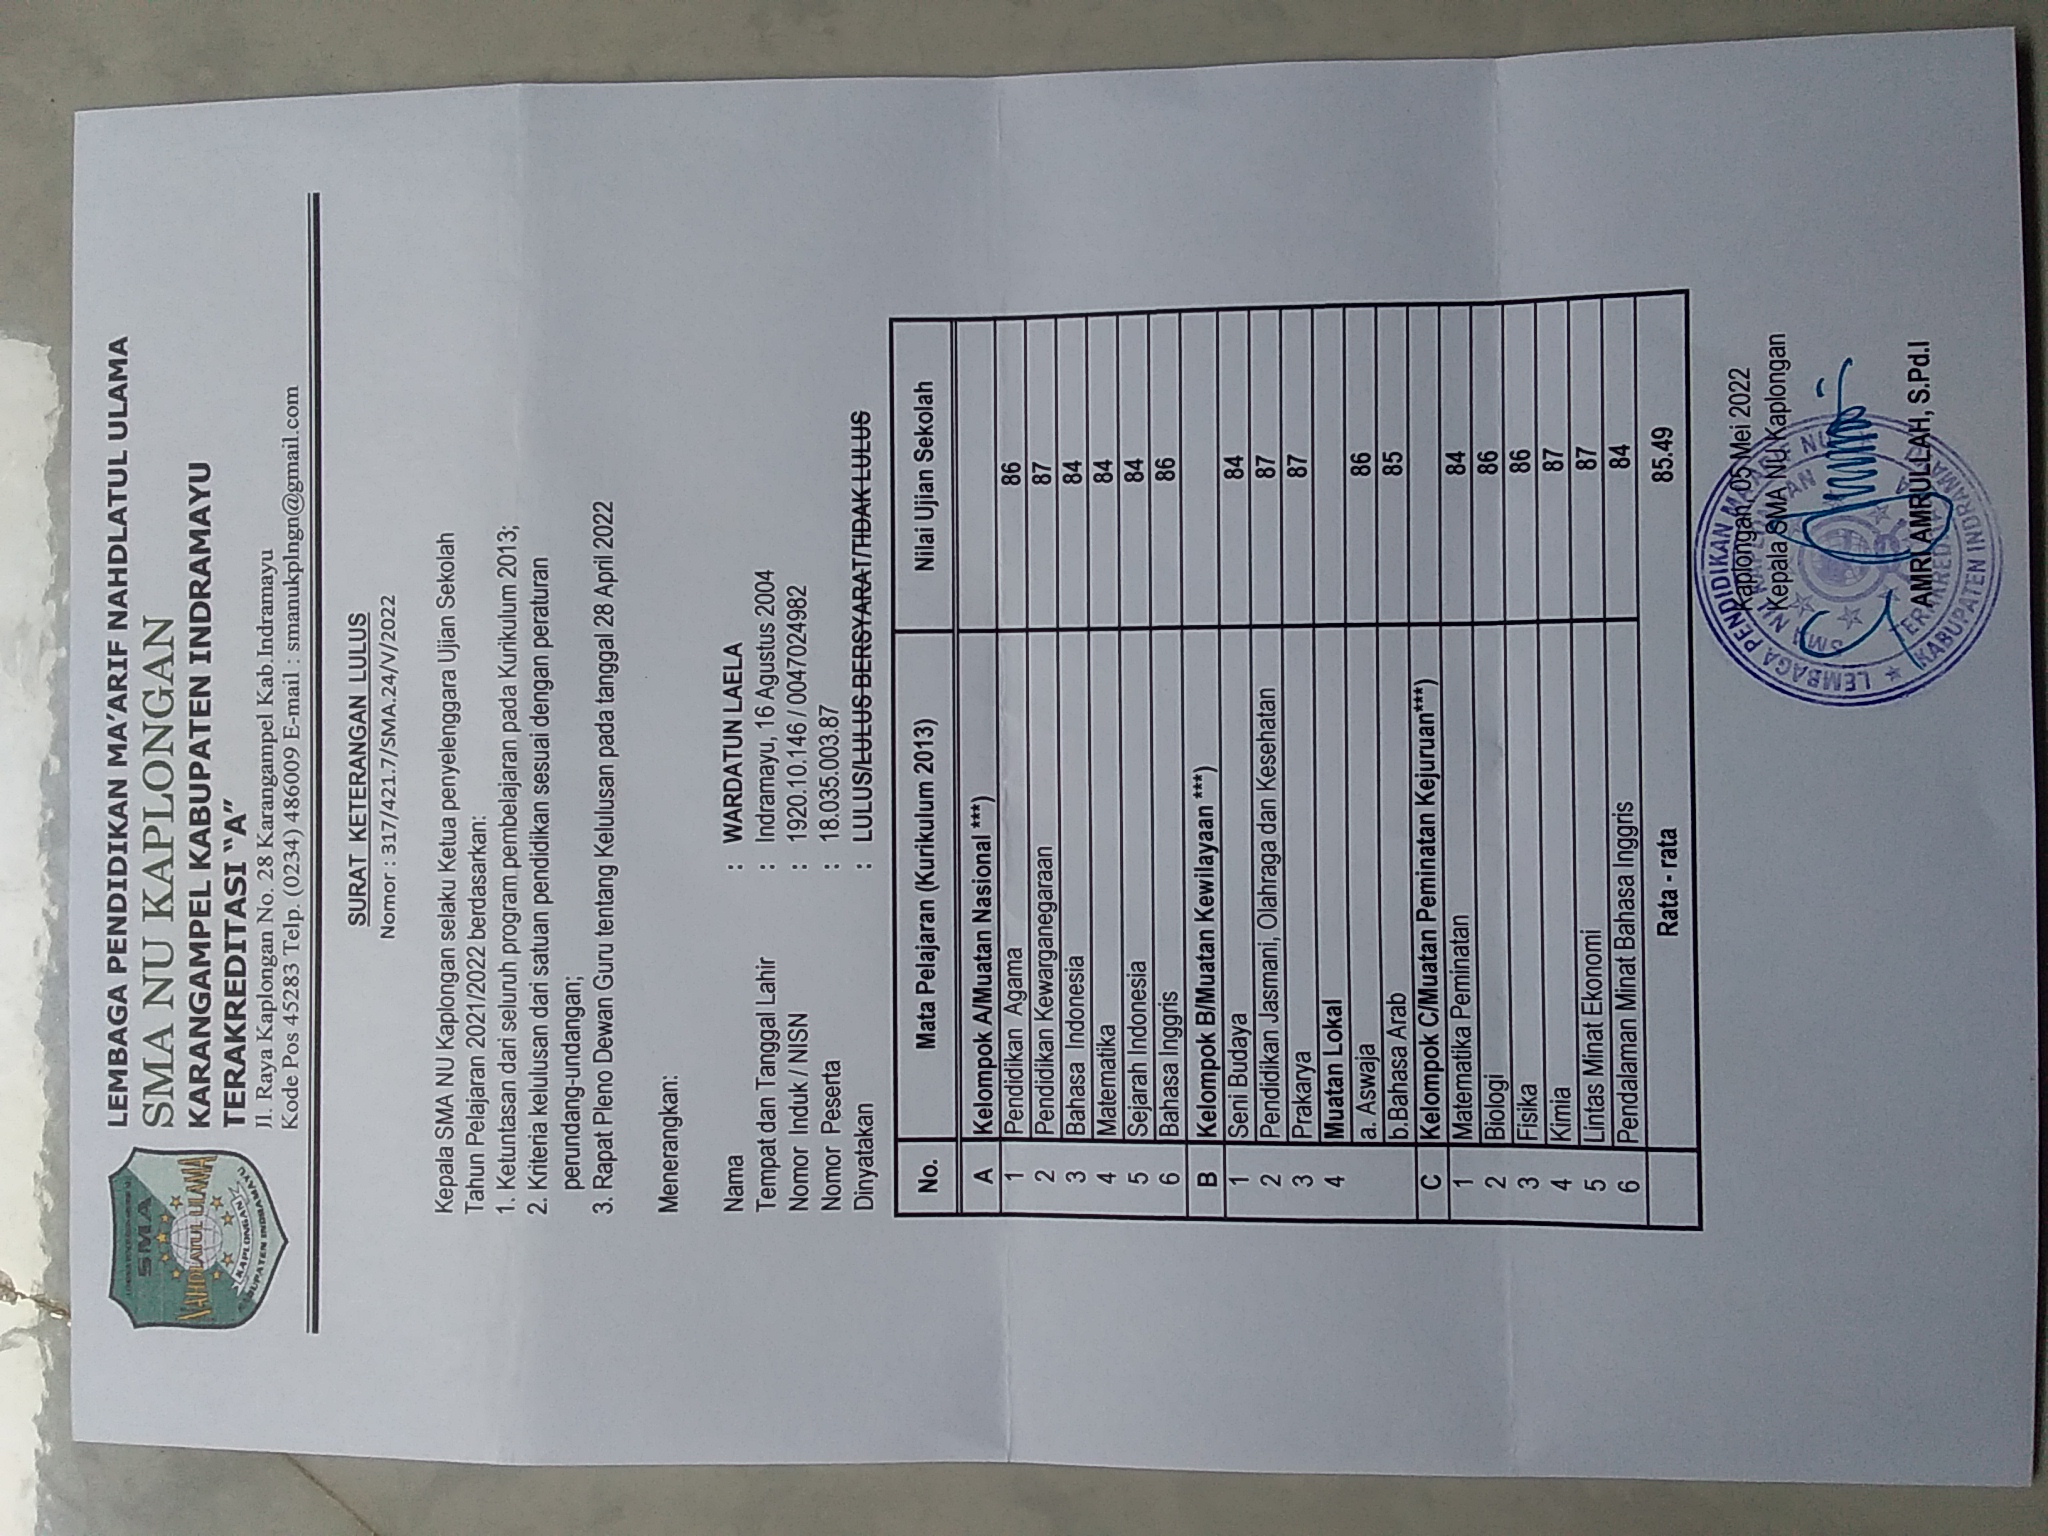 LEMBAGA PENDIDIKAN MA'ARIF NAHDLATUL ULAMA
SMA NU KAPLONGAN
KARANGAMPEL KABUPATEN INDRAMAYU
TERAKREDITASI "A"
Jl. Raya Kaplongan No. 28 Karangampel Kab.Indramayu
Kode Pos 45283 Telp. (0234) 486009 E-mail : smanukplngn@gmail.com
SMA
NAHDLATUL ULAMA
KAPLONGAN
KABUPATEN INDRAMAYU
SURAT KETERANGAN LULUS
Nomor : 317/421.7/SMA.24/V/2022
Kepala SMA NU Kaplongan selaku Ketua penyelenggara Ujian Sekolah
Tahun Pelajaran 2021/2022 berdasarkan:
1. Ketuntasan dari seluruh program pembelajaran pada Kurikulum 2013;
2. Kriteria kelulusan dari satuan pendidikan sesuai dengan peraturan
perundang-undangan;
3. Rapat Pleno Dewan Guru tentang Kelulusan pada tanggal 28 April 2022
Menerangkan:
Nama : WARDATUN LAELA
Tempat dan Tanggal Lahir : Indramayu, 16 Agustus 2004
Nomor Induk / NISN : 1920.10.146 / 0047024982
Nomor Peserta : 18.035.003.87
Dinyatakan : LULUS/LULUS BERSYARAT/TIDAK LULUS
No. Mata Pelajaran (Kurikulum 2013) Nilai Ujian Sekolah
A Kelompok A/Muatan Nasional ***)
1 Pendidikan Agama 86
2 Pendidikan Kewarganegaraan 87
3 Bahasa Indonesia 84
4 Matematika 84
5 Sejarah Indonesia 84
6 Bahasa Inggris 86
B Kelompok B/Muatan Kewilayaan ***)
1 Seni Budaya 84
2 Pendidikan Jasmani, Olahraga dan Kesehatan 87
3 Prakarya 87
4 Muatan Lokal
a. Aswaja 86
b.Bahasa Arab 85
C Kelompok C/Muatan Peminatan Kejuruan***)
1 Matematika Peminatan 84
2 Biologi 86
3 Fisika 86
4 Kimia 87
5 Lintas Minat Ekonomi 87
6 Pendalaman Minat Bahasa Inggris 84
Rata - rata 85.49
Kaplongan, 05 Mei 2022
Kepala SMA NU Kaplongan
LEMBAGA PENDIDIKAN MA'ARIF NU
SMA NU KAPLONGAN
TERAKREDITASI A
KABUPATEN INDRAMAYU
AMRI AMRULLAH, S.Pd.I